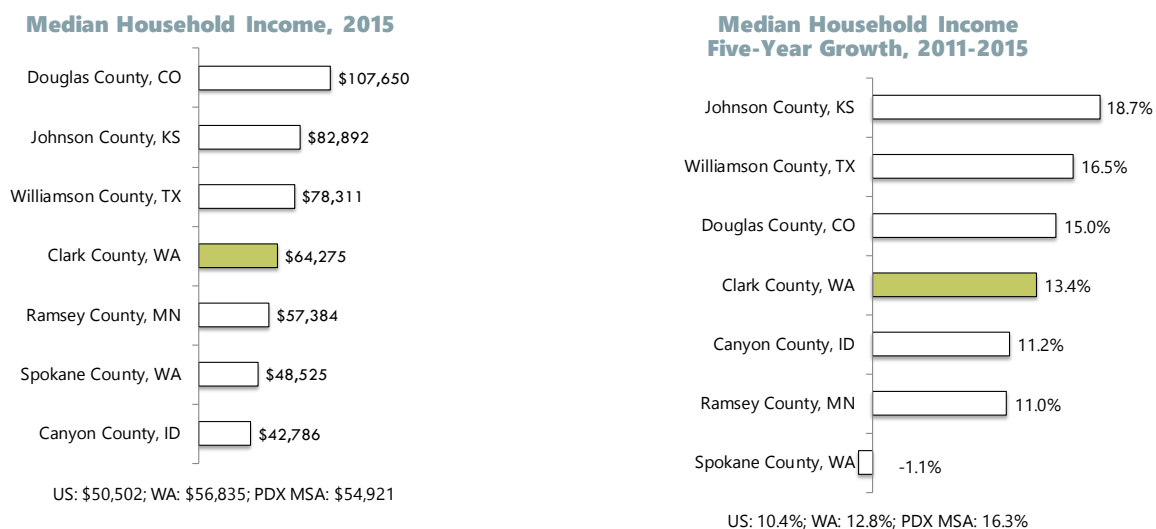 Median Household Income, 2015
Douglas County, CO $107,650
Johnson County, KS $82,892
Williamson County, TX $78,311
Clark County, WA $64,275
Ramsey County, MN $57,384
Spokane County, WA $48,525
Canyon County, ID $42,786
US: $50,502; WA: $56,835; PDX MSA: $54,921
Median Household Income
Five-Year Growth, 2011-2015
Johnson County, KS 18.7%
Williamson County, TX 16.5%
Douglas County, CO 15.0%
Clark County, WA 13.4%
Canyon County, ID 11.2%
Ramsey County, MN 11.0%
Spokane County, WA -1.1%
US: 10.4%; WA: 12.8%; PDX MSA: 16.3%